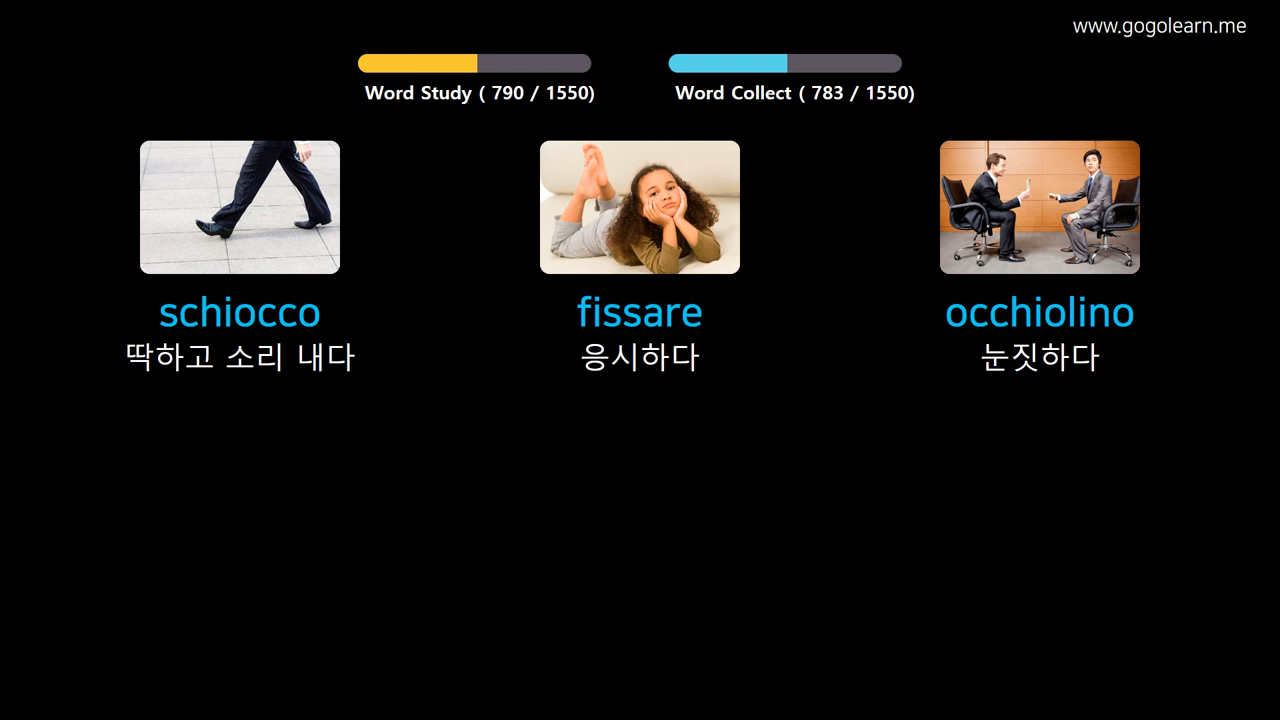 www.gogolearn.me
Word Study ( 790 / 1550)
Word Collect ( 783 / 1550)
schiocco
딱하고 소리 내다
fissare
응시하다
occhiolino
눈짓하다